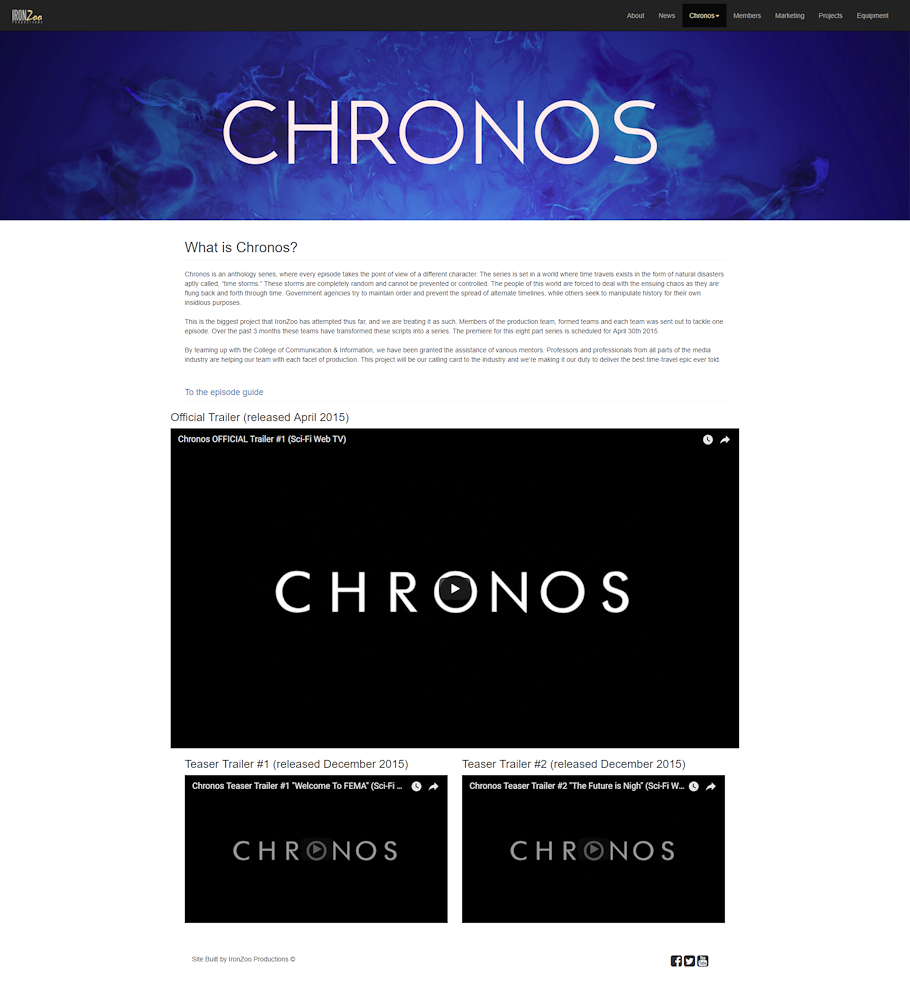 IRONZoo
PRODUCTIONS
About News Chronos Members Marketing Projects Equipment
CHRONOS
What is Chronos?
Chronos is an anthology series, where every episode takes the point of view of a different character. The series is set in a world where time travels exists in the form of natural disasters
aptly called, “time storms.” These storms are completely random and cannot be prevented or controlled. The people of this world are forced to deal with the ensuing chaos as they are
flung back and forth through time. Government agencies try to maintain order and prevent the spread of alternate timelines, while others seek to manipulate history for their own
insidious purposes.
This is the biggest project that IronZoo has attempted thus far, and we are treating it as such. Members of the production team, formed teams and each team was sent out to tackle one
episode. Over the past 3 months these teams have transformed these scripts into a series. The premiere for this eight part series is scheduled for April 30th 2015.
By teaming up with the College of Communication & Information, we have been granted the assistance of various mentors. Professors and professionals from all parts of the media
industry are helping our team with each facet of production. This project will be our calling card to the industry and we’re making it our duty to deliver the best time-travel epic ever told.
To the episode guide
Official Trailer (released April 2015)
Chronos OFFICIAL Trailer #1 (Sci-Fi Web TV)
CHRONOS
Teaser Trailer #1 (released December 2015)
Chronos Teaser Trailer #1 "Welcome To FEMA" (Sci-Fi ...
CHRONOS
Teaser Trailer #2 (released December 2015)
Chronos Teaser Trailer #2 "The Future is Nigh" (Sci-Fi W...
CHRONOS
Site Built by IronZoo Productions ©